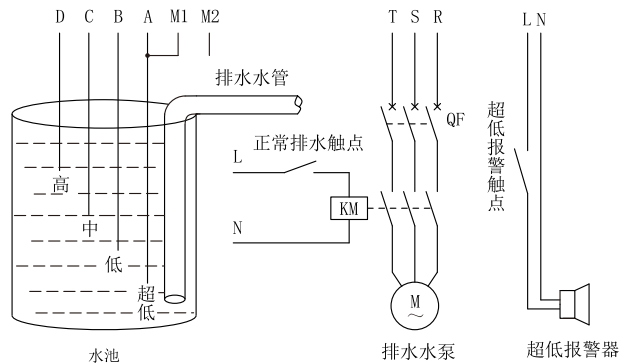 D C B A M1 M2
T S R
L N
排水水管
QF
超低报警触点
正常排水触点
L
高
KM
中
N
低
超
低
M
~
排水水泵
超低报警器
水池